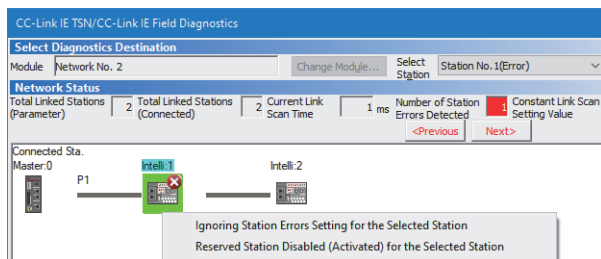 CC-Link IE TSN/CC-Link IE Field Diagnostics
Select Diagnostics Destination
Module Network No. 2 Change Module... Select Station Station No.1(Error)
Network Status
Total Linked Stations (Parameter) 2 Total Linked Stations (Connected) 2 Current Link Scan Time 1 ms Number of Station Errors Detected 1 Constant Link Scan Setting Value
<Previous Next>
Connected Sta.
Master:0 Intelli:1 Intelli:2
P1
Ignoring Station Errors Setting for the Selected Station
Reserved Station Disabled (Activated) for the Selected Station